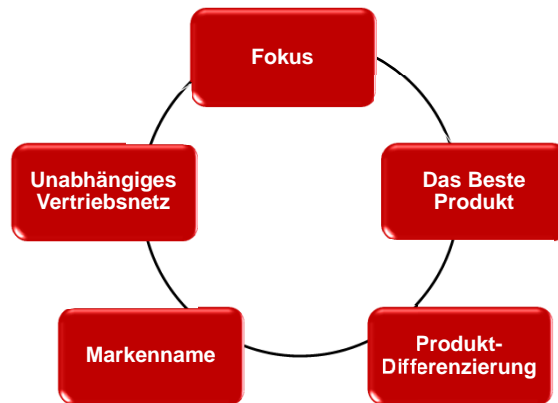 Fokus
Unabhängiges
Vertriebsnetz
Das Beste
Produkt
Markenname
Produkt-
Differenzierung